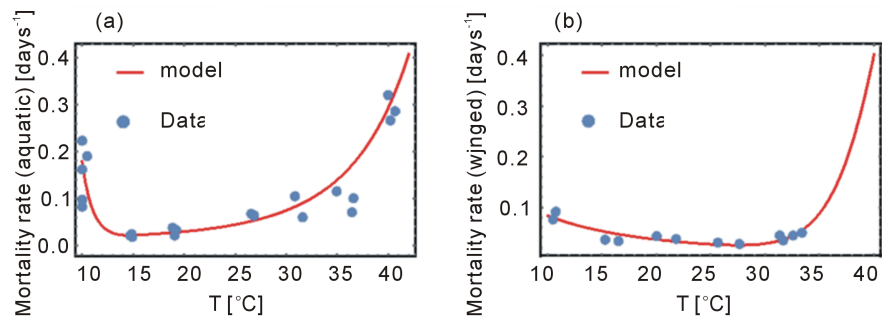 (a)
Mortality rate (aquatic) [days⁻¹]
0.4
0.3
0.2
0.1
0.0
model
Data
10 15 20 25 30 35 40
T [°C]
(b)
Mortality rate (wjnged) [days⁻¹]
0.4
0.3
0.2
0.1
model
Data
10 15 20 25 30 35 40
T [°C]